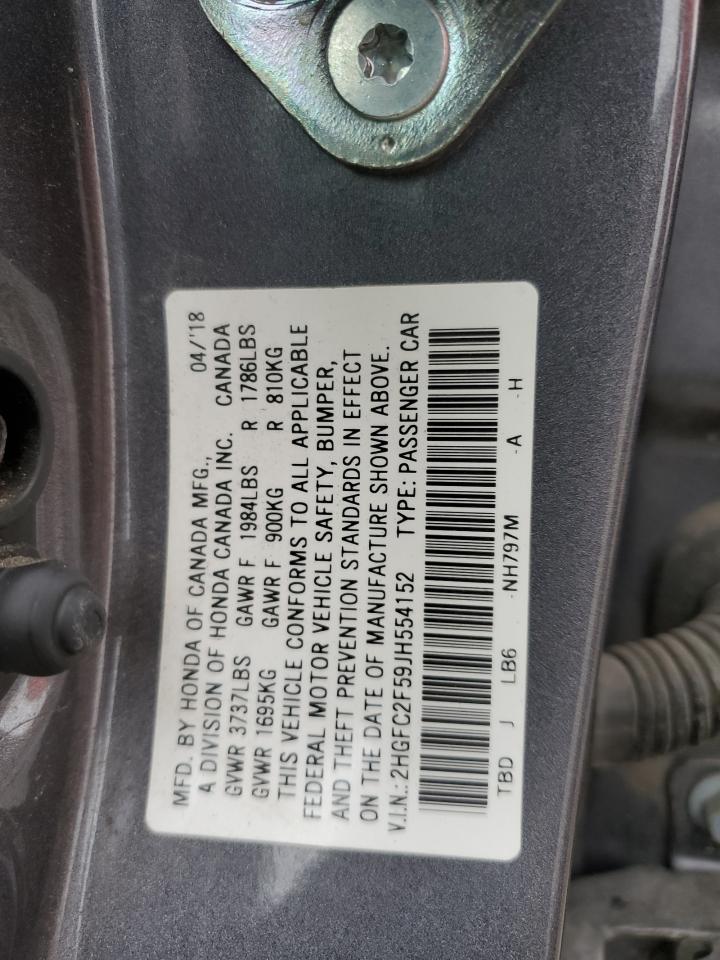 MFD. BY HONDA OF CANADA MFG., 04/'18
A DIVISION OF HONDA CANADA INC. CANADA
GVWR 3737LBS GAWR F 1984LBS R 1786LBS
GVWR 1695KG GAWR F 900KG R 810KG
THIS VEHICLE CONFORMS TO ALL APPLICABLE
FEDERAL MOTOR VEHICLE SAFETY, BUMPER,
AND THEFT PREVENTION STANDARDS IN EFFECT
ON THE DATE OF MANUFACTURE SHOWN ABOVE.
V.I.N.: 2HGFC2F59JH554152 TYPE: PASSENGER CAR
TBD J LB6 -NH797M -A -H